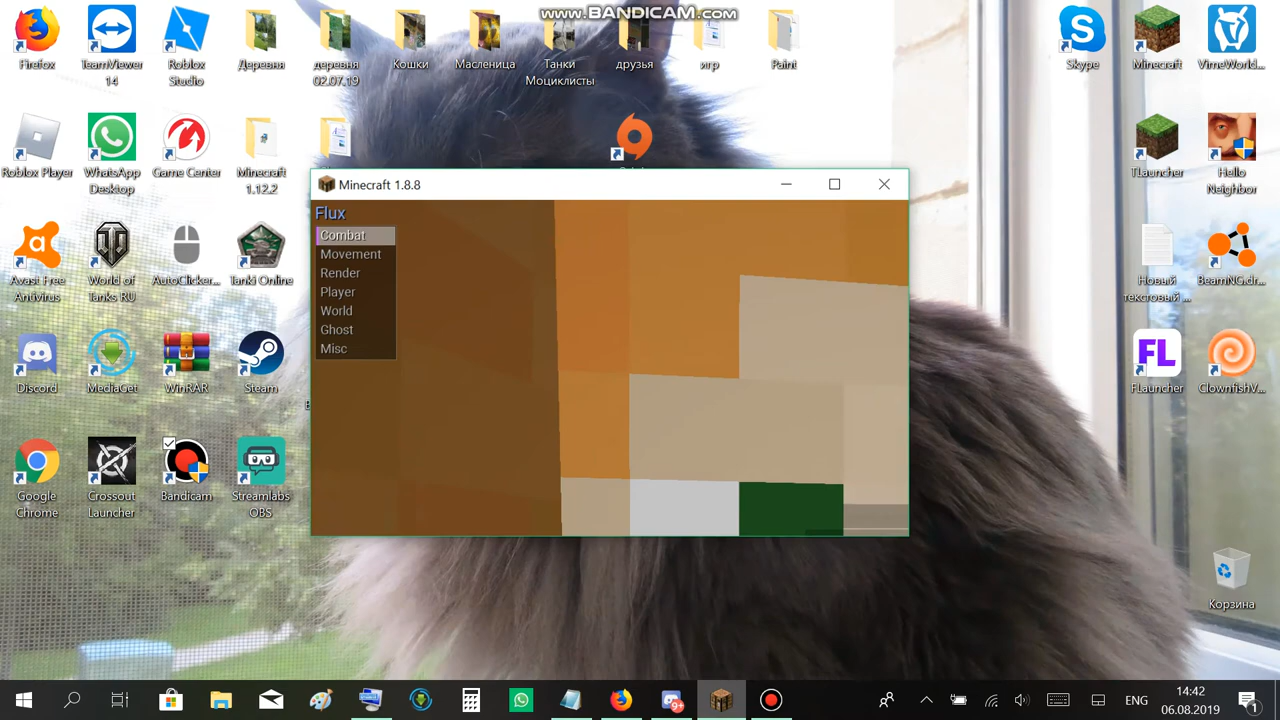 www.BANDICAM.com
Firefox
TeamViewer
14
Roblox
Studio
Деревня
деревня
02.07.19
Кошки
Масленица
Танки
Моциклисты
друзья
игр
Paint
Skype
Minecraft
VimeWorld...
Roblox Player
WhatsApp
Desktop
Game Center
Minecraft
1.12.2
TLauncher
Hello
Neighbor
Minecraft 1.8.8
Flux
Combat
Movement
Render
Player
World
Ghost
Misc
Avast Free
Antivirus
World of
Tanks RU
AutoClicker...
Tanki Online
Новый
текстовый ...
BeamNG.dr...
Discord
MediaGet
WinRAR
Steam
FL
FLauncher
ClownfishV...
Google
Chrome
Crossout
Launcher
Bandicam
Streamlabs
OBS
Корзина
9+
ENG
14:42
06.08.2019
1